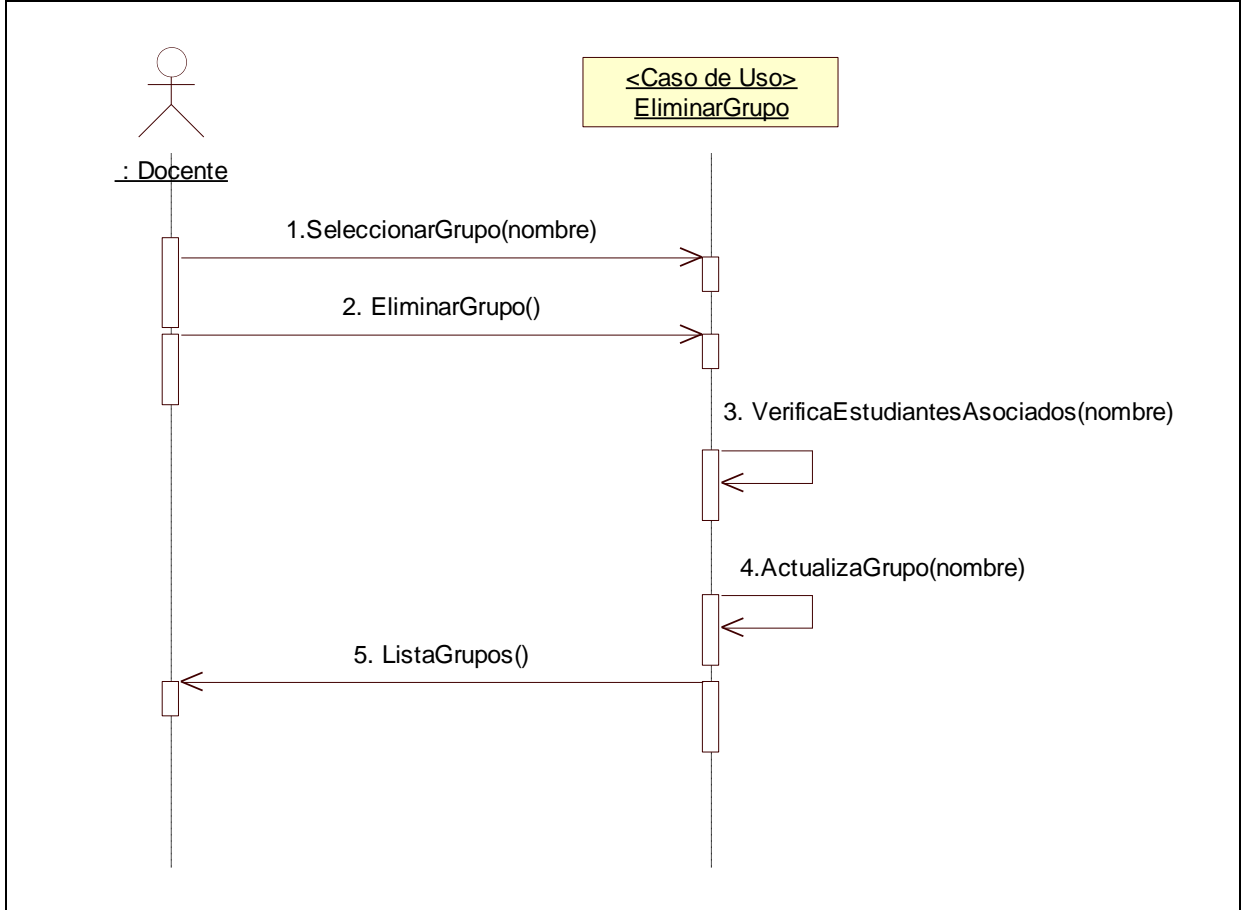 <Caso de Uso>
EliminarGrupo
: Docente
1.SeleccionarGrupo(nombre)
2. EliminarGrupo()
3. VerificaEstudiantesAsociados(nombre)
4.ActualizaGrupo(nombre)
5. ListaGrupos()